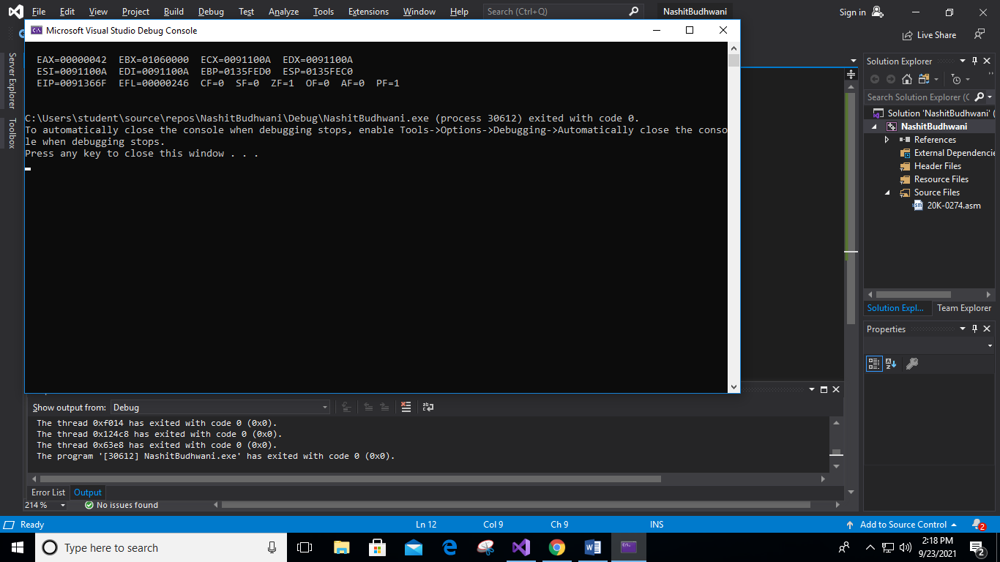 File Edit View Project Build Debug Test Analyze Tools Extensions Window Help Search (Ctrl+Q) NashitBudhwani Sign in
Microsoft Visual Studio Debug Console
Live Share
EAX=00000042 EBX=01060000 ECX=0091100A EDX=0091100A
ESI=0091100A EDI=0091100A EBP=0135FED0 ESP=0135FEC0
EIP=0091366F EFL=00000246 CF=0 SF=0 ZF=1 OF=0 AF=0 PF=1
C:\Users\student\source\repos\NashitBudhwani\Debug\NashitBudhwani.exe (process 30612) exited with code 0.
To automatically close the console when debugging stops, enable Tools->Options->Debugging->Automatically close the conso
le when debugging stops.
Press any key to close this window . . .
Server Explorer
Toolbox
Solution Explorer
Search Solution Explorer (C
Solution 'NashitBudhwani' (
NashitBudhwani
References
External Dependencie
Header Files
Resource Files
Source Files
20K-0274.asm
Solution Expl... Team Explorer
Properties
Show output from: Debug
The thread 0xf014 has exited with code 0 (0x0).
The thread 0x124c8 has exited with code 0 (0x0).
The thread 0x63e8 has exited with code 0 (0x0).
The program '[30612] NashitBudhwani.exe' has exited with code 0 (0x0).
Error List Output
214 % No issues found
Ready Ln 12 Col 9 Ch 9 INS Add to Source Control 2
Type here to search
2:18 PM
9/23/2021
2